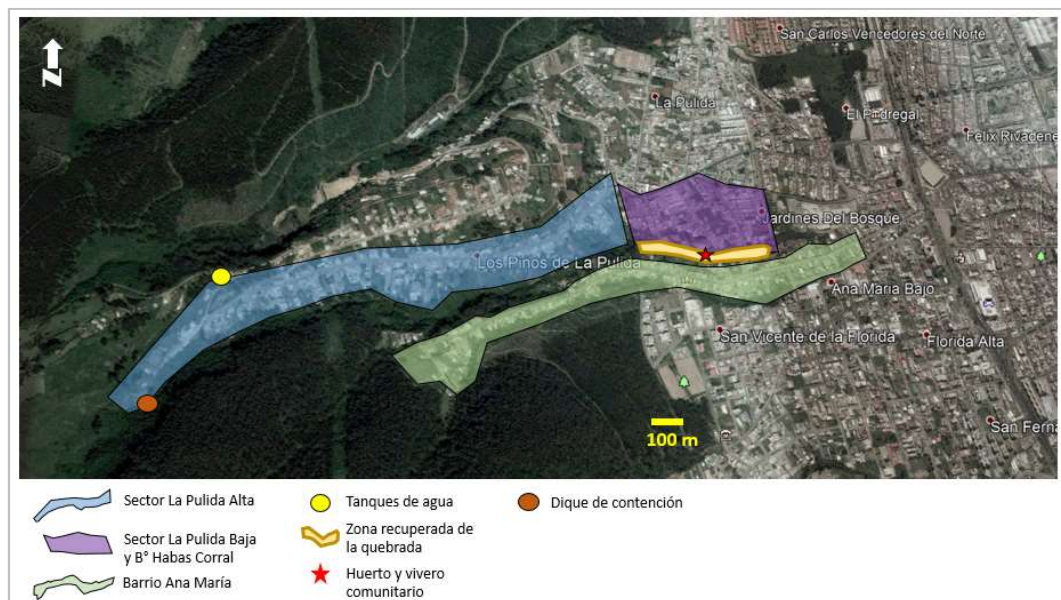 N
San Carlos Vencedores del Norte
La Pulida
El Pedregal
Felix Rivadene
Jardines Del Bosque
Los Pinos de La Pulida
Ana Maria Bajo
San Vicente de la Florida
Florida Alta
San Ferna
100 m
Sector La Pulida Alta
Sector La Pulida Baja
y B° Habas Corral
Barrio Ana María
Tanques de agua
Zona recuperada de
la quebrada
Huerto y vivero
comunitario
Dique de contención